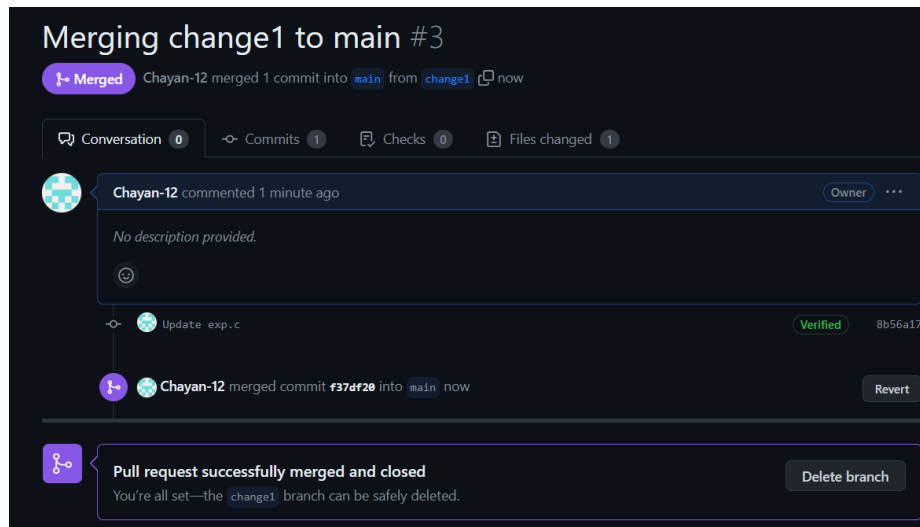 Merging change1 to main #3
Merged Chayan-12 merged 1 commit into main from change1 now
Conversation 0 Commits 1 Checks 0 Files changed 1
Chayan-12 commented 1 minute ago Owner ...
No description provided.
Update exp.c Verified 8b56a17
Chayan-12 merged commit f37df20 into main now Revert
Pull request successfully merged and closed
You're all set—the change1 branch can be safely deleted.
Delete branch